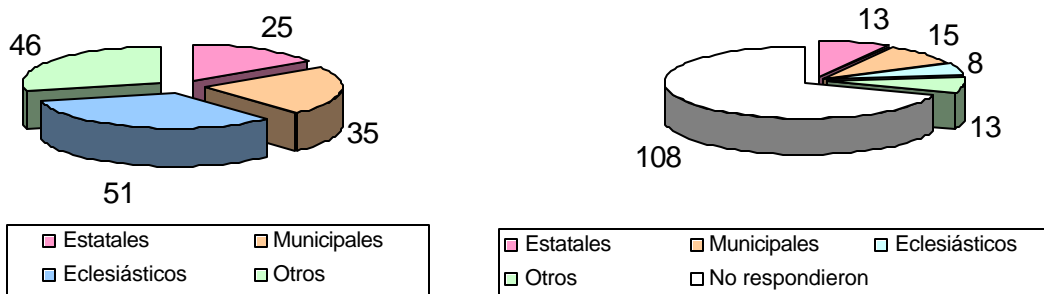 46
25
35
51
Estatales
Municipales
Eclesiásticos
Otros
13
15
8
13
108
Estatales
Municipales
Eclesiásticos
Otros
No respondieron